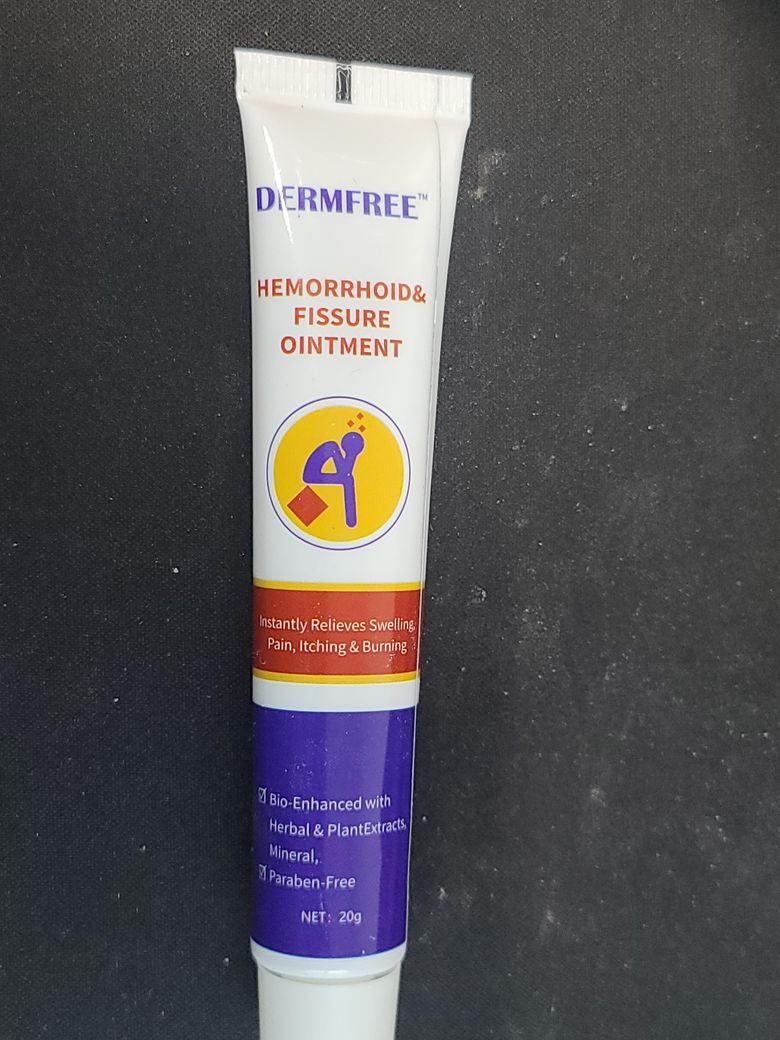 DERMFREE™
HEMORRHOID&
FISSURE
OINTMENT
Instantly Relieves Swelling,
Pain, Itching & Burning
☑ Bio-Enhanced with
Herbal & PlantExtracts,
Mineral,
☑ Paraben-Free
NET: 20g